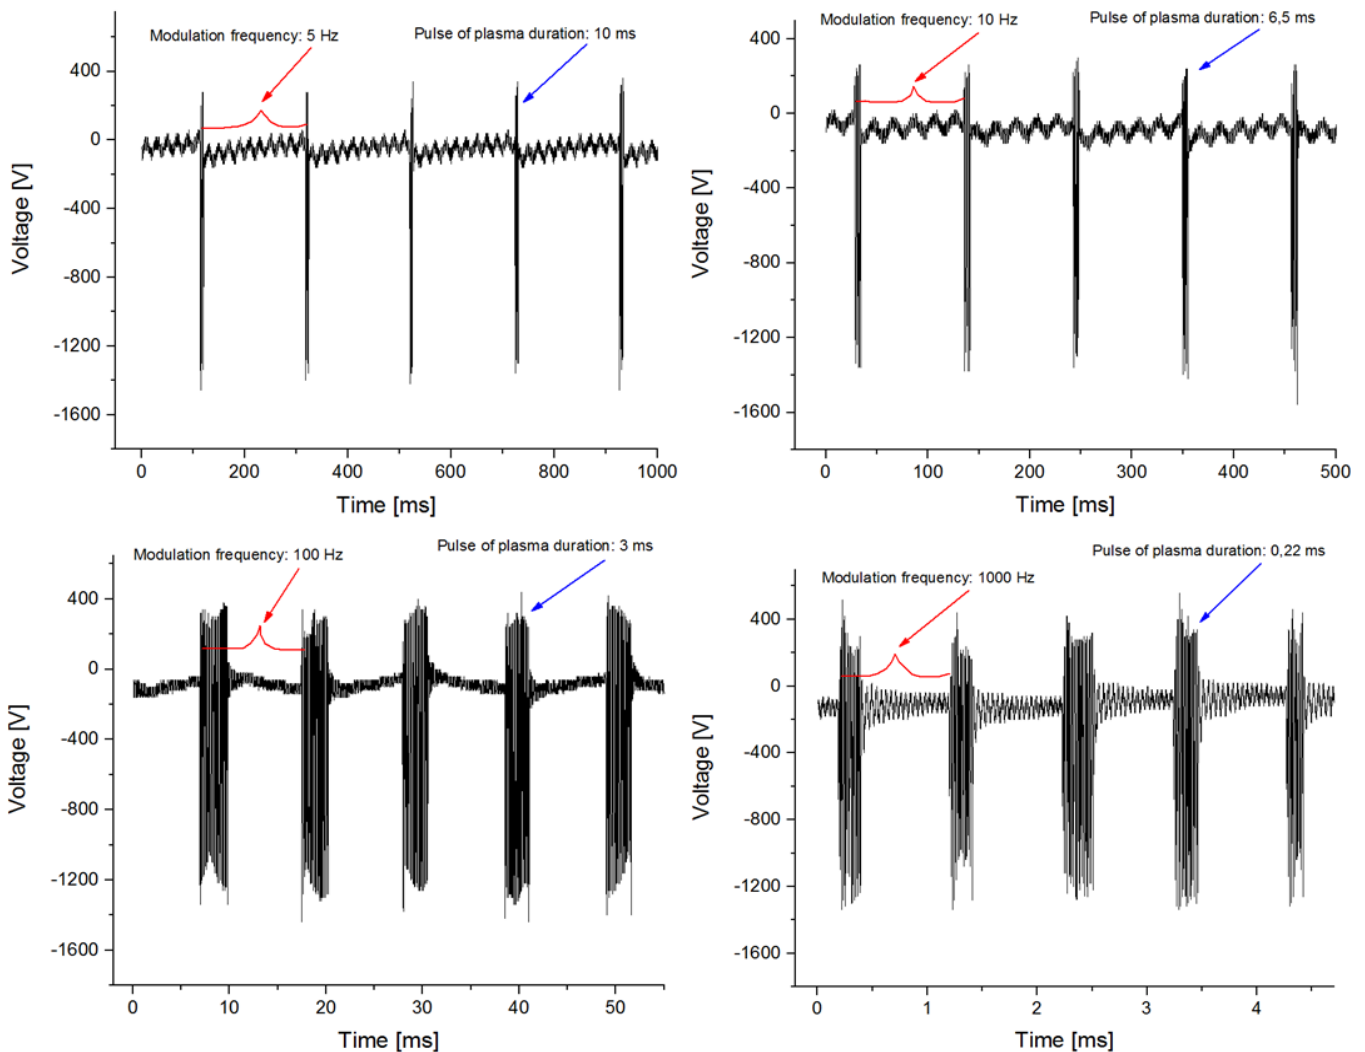 Modulation frequency: 5 Hz
Pulse of plasma duration: 10 ms
400
0
-400
-800
-1200
-1600
Voltage [V]
0 200 400 600 800 1000
Time [ms]
Modulation frequency: 10 Hz
Pulse of plasma duration: 6,5 ms
400
0
-400
-800
-1200
-1600
Voltage [V]
0 100 200 300 400 500
Time [ms]
Modulation frequency: 100 Hz
Pulse of plasma duration: 3 ms
400
0
-400
-800
-1200
-1600
Voltage [V]
0 10 20 30 40 50
Time [ms]
Pulse of plasma duration: 0,22 ms
Modulation frequency: 1000 Hz
400
0
-400
-800
-1200
-1600
Voltage [V]
0 1 2 3 4
Time [ms]